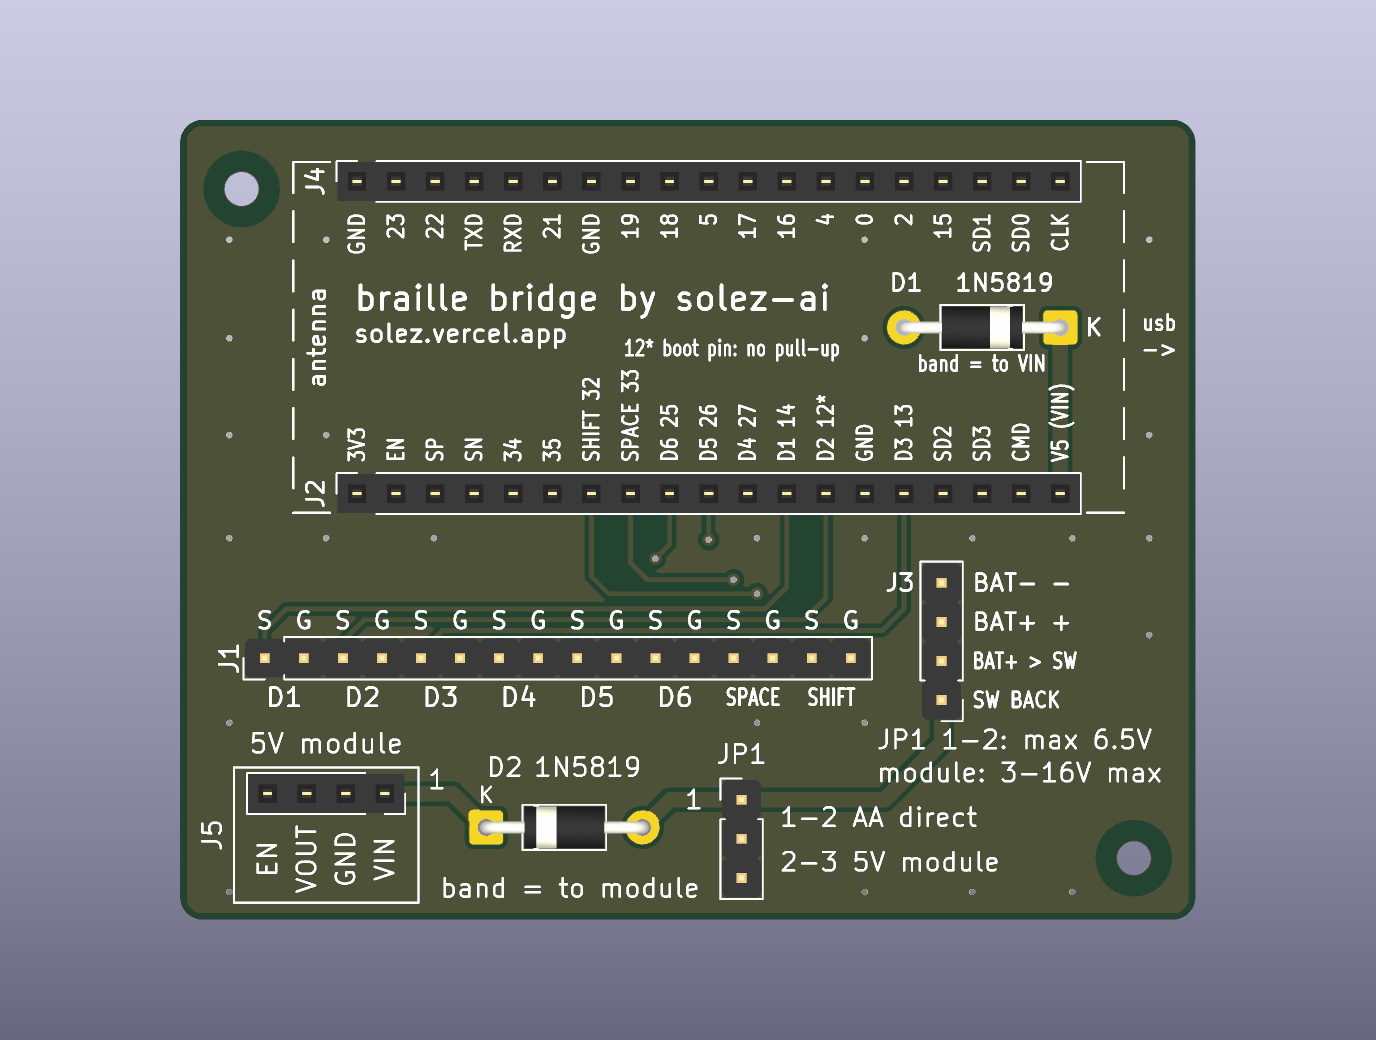 J4
GND 23 22 TXD RXD 21 GND 19 18 5 17 16 4 0 2 15 SD1 SD0 CLK
D1 1N5819
braille bridge by solez-ai
solez.vercel.app
antenna
K
usb
->
12* boot pin: no pull-up
band = to VIN
3V3 EN SP SN 34 35 SHIFT 32 SPACE 33 D6 25 D5 26 D4 27 D1 14 D2 12* GND D3 13 SD2 SD3 CMD V5 (VIN)
J2
J3
BAT- -
BAT+ +
BAT+ > SW
SW BACK
S G S G S G S G S G S G S G S G
J1
D1 D2 D3 D4 D5 D6 SPACE SHIFT
JP1 1-2: max 6.5V
module: 3-16V max
5V module
1
J5
EN VOUT GND VIN
D2 1N5819
K
band = to module
JP1
1
1-2 AA direct
2-3 5V module